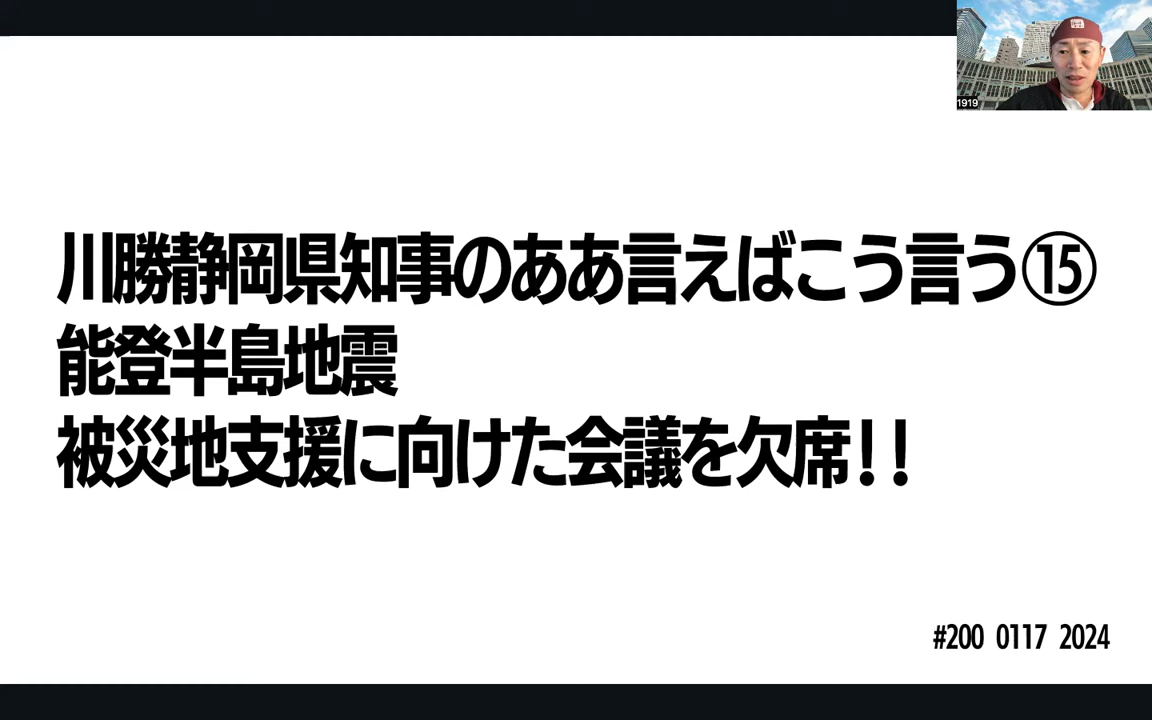 1919
川勝静岡県知事のああ言えばこう言う⑮
能登半島地震
被災地支援に向けた会議を欠席!!
#200 0117 2024